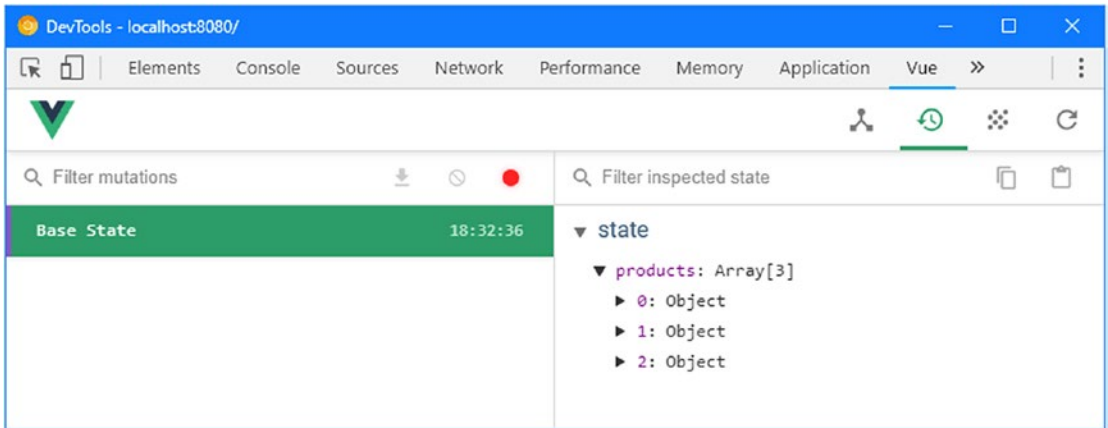 DevTools - localhost:8080/
Elements Console Sources Network Performance Memory Application Vue »
Filter mutations
Filter inspected state
Base State 18:32:36
state
products: Array[3]
0: Object
1: Object
2: Object